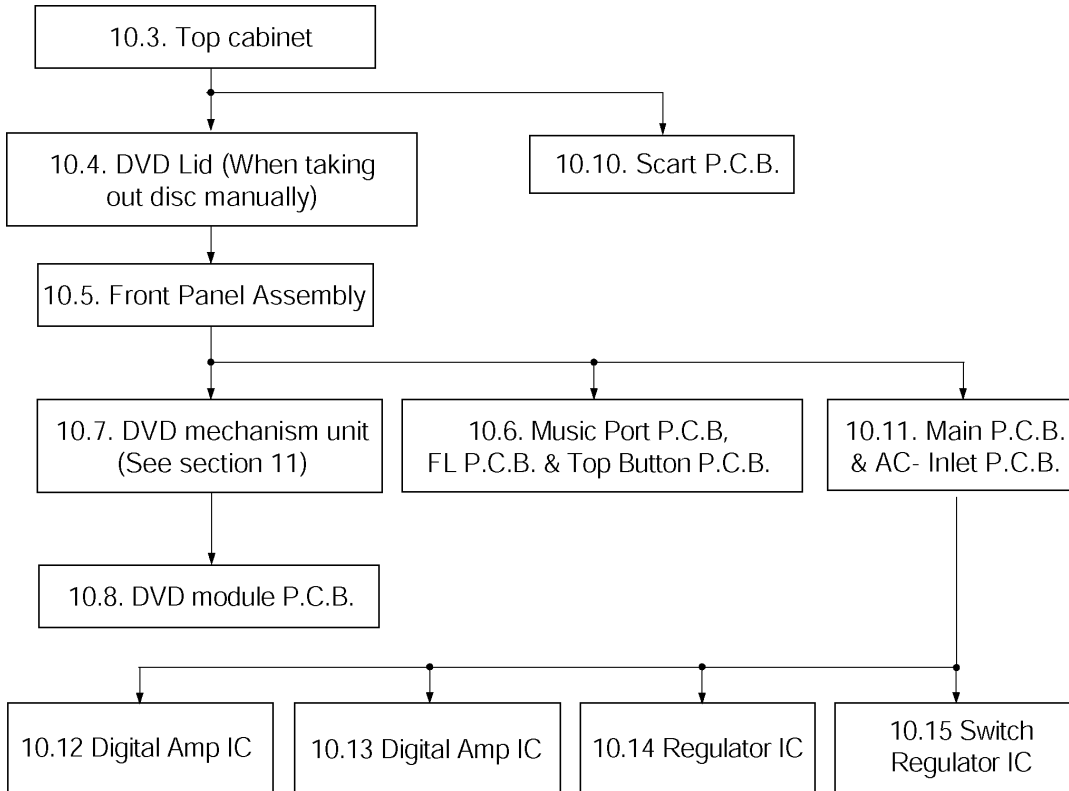 10.3. Top cabinet
10.4. DVD Lid (When taking
out disc manually)
10.10. Scart P.C.B.
10.5. Front Panel Assembly
10.7. DVD mechanism unit
(See section 11)
10.6. Music Port P.C.B,
FL P.C.B. & Top Button P.C.B.
10.11. Main P.C.B.
& AC- Inlet P.C.B.
10.8. DVD module P.C.B.
10.12 Digital Amp IC
10.13 Digital Amp IC
10.14 Regulator IC
10.15 Switch
Regulator IC